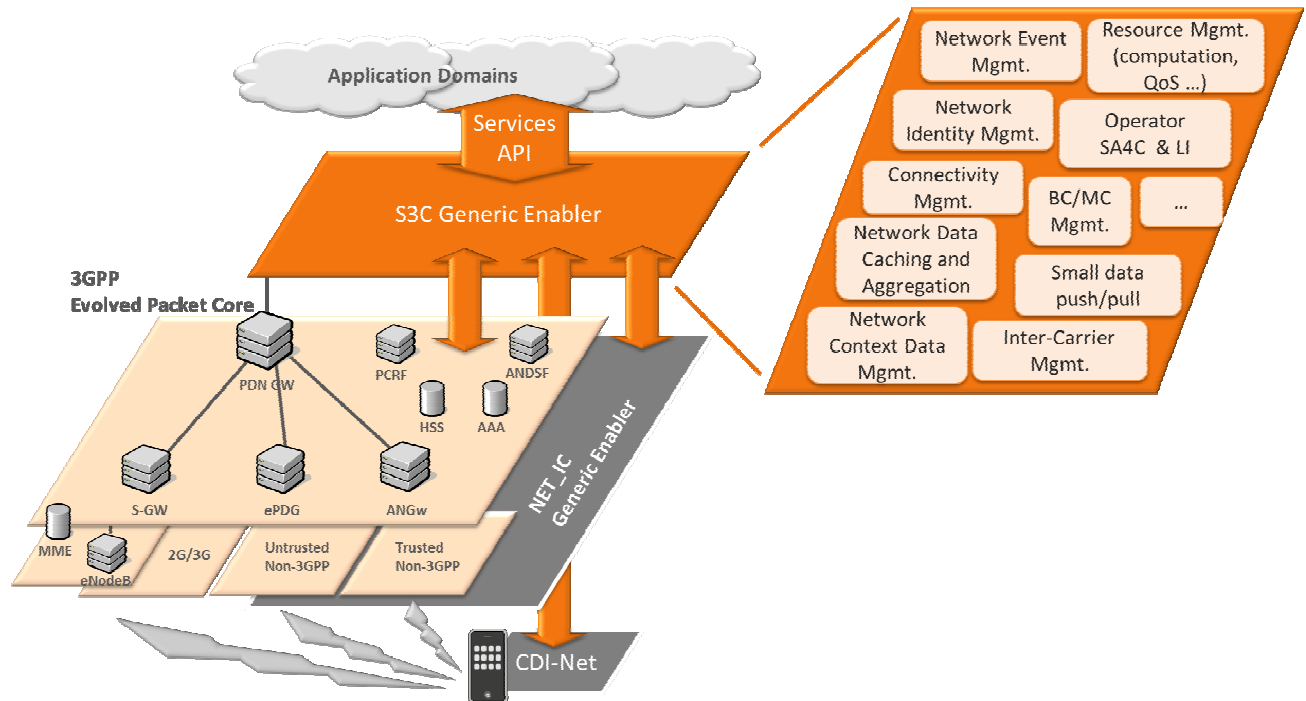 Application Domains
Services
API
S3C Generic Enabler
3GPP
Evolved Packet Core
PDN GW
PCRF
ANDSF
HSS
AAA
S-GW
ePDG
ANGw
MME
eNodeB
2G/3G
Untrusted
Non-3GPP
Trusted
Non-3GPP
NET_IC
Generic Enabler
CDI-Net
Network Event
Mgmt.
Resource Mgmt.
(computation,
QoS ...)
Network
Identity Mgmt.
Operator
SA4C & LI
Connectivity
Mgmt.
BC/MC
Mgmt.
...
Network Data
Caching and
Aggregation
Small data
push/pull
Network
Context Data
Mgmt.
Inter-Carrier
Mgmt.